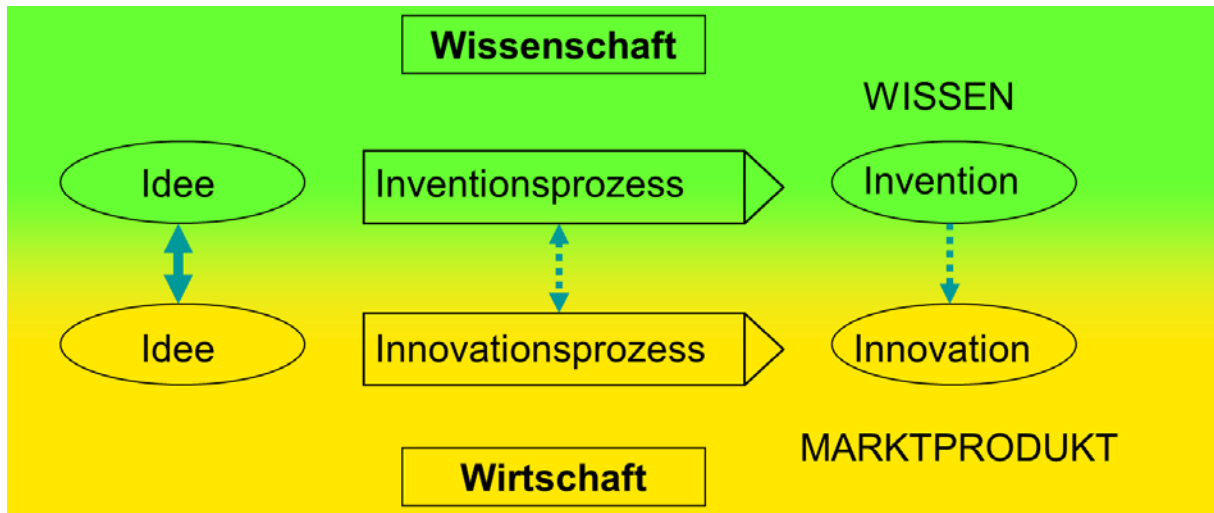 Wissenschaft
WISSEN
Idee
Inventionsprozess
Invention
Idee
Innovationsprozess
Innovation
MARKTPRODUKT
Wirtschaft